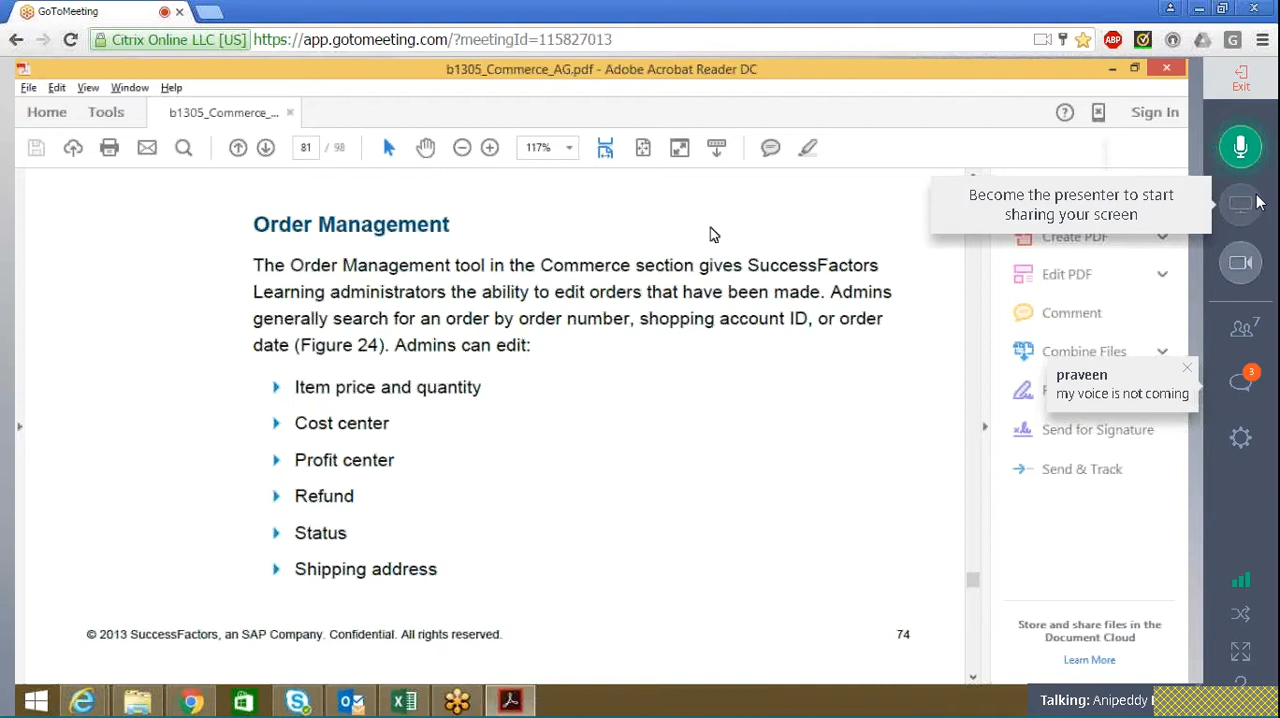 GoToMeeting
Citrix Online LLC [US]
https://app.gotomeeting.com/?meetingId=115827013
ABP
G
b1305_Commerce_AG.pdf - Adobe Acrobat Reader DC
File Edit View Window Help
Exit
Home Tools b1305_Commerce_... Sign In
81 / 98 117%
Become the presenter to start
sharing your screen
Order Management
Create PDF
The Order Management tool in the Commerce section gives SuccessFactors
Learning administrators the ability to edit orders that have been made. Admins
generally search for an order by order number, shopping account ID, or order
date (Figure 24). Admins can edit:
Item price and quantity
Cost center
Profit center
Refund
Status
Shipping address
© 2013 SuccessFactors, an SAP Company. Confidential. All rights reserved. 74
Edit PDF
Comment
Combine Files
praveen
my voice is not coming
Send for Signature
Send & Track
Store and share files in the
Document Cloud
Learn More
7
3
Talking: Anipeddy